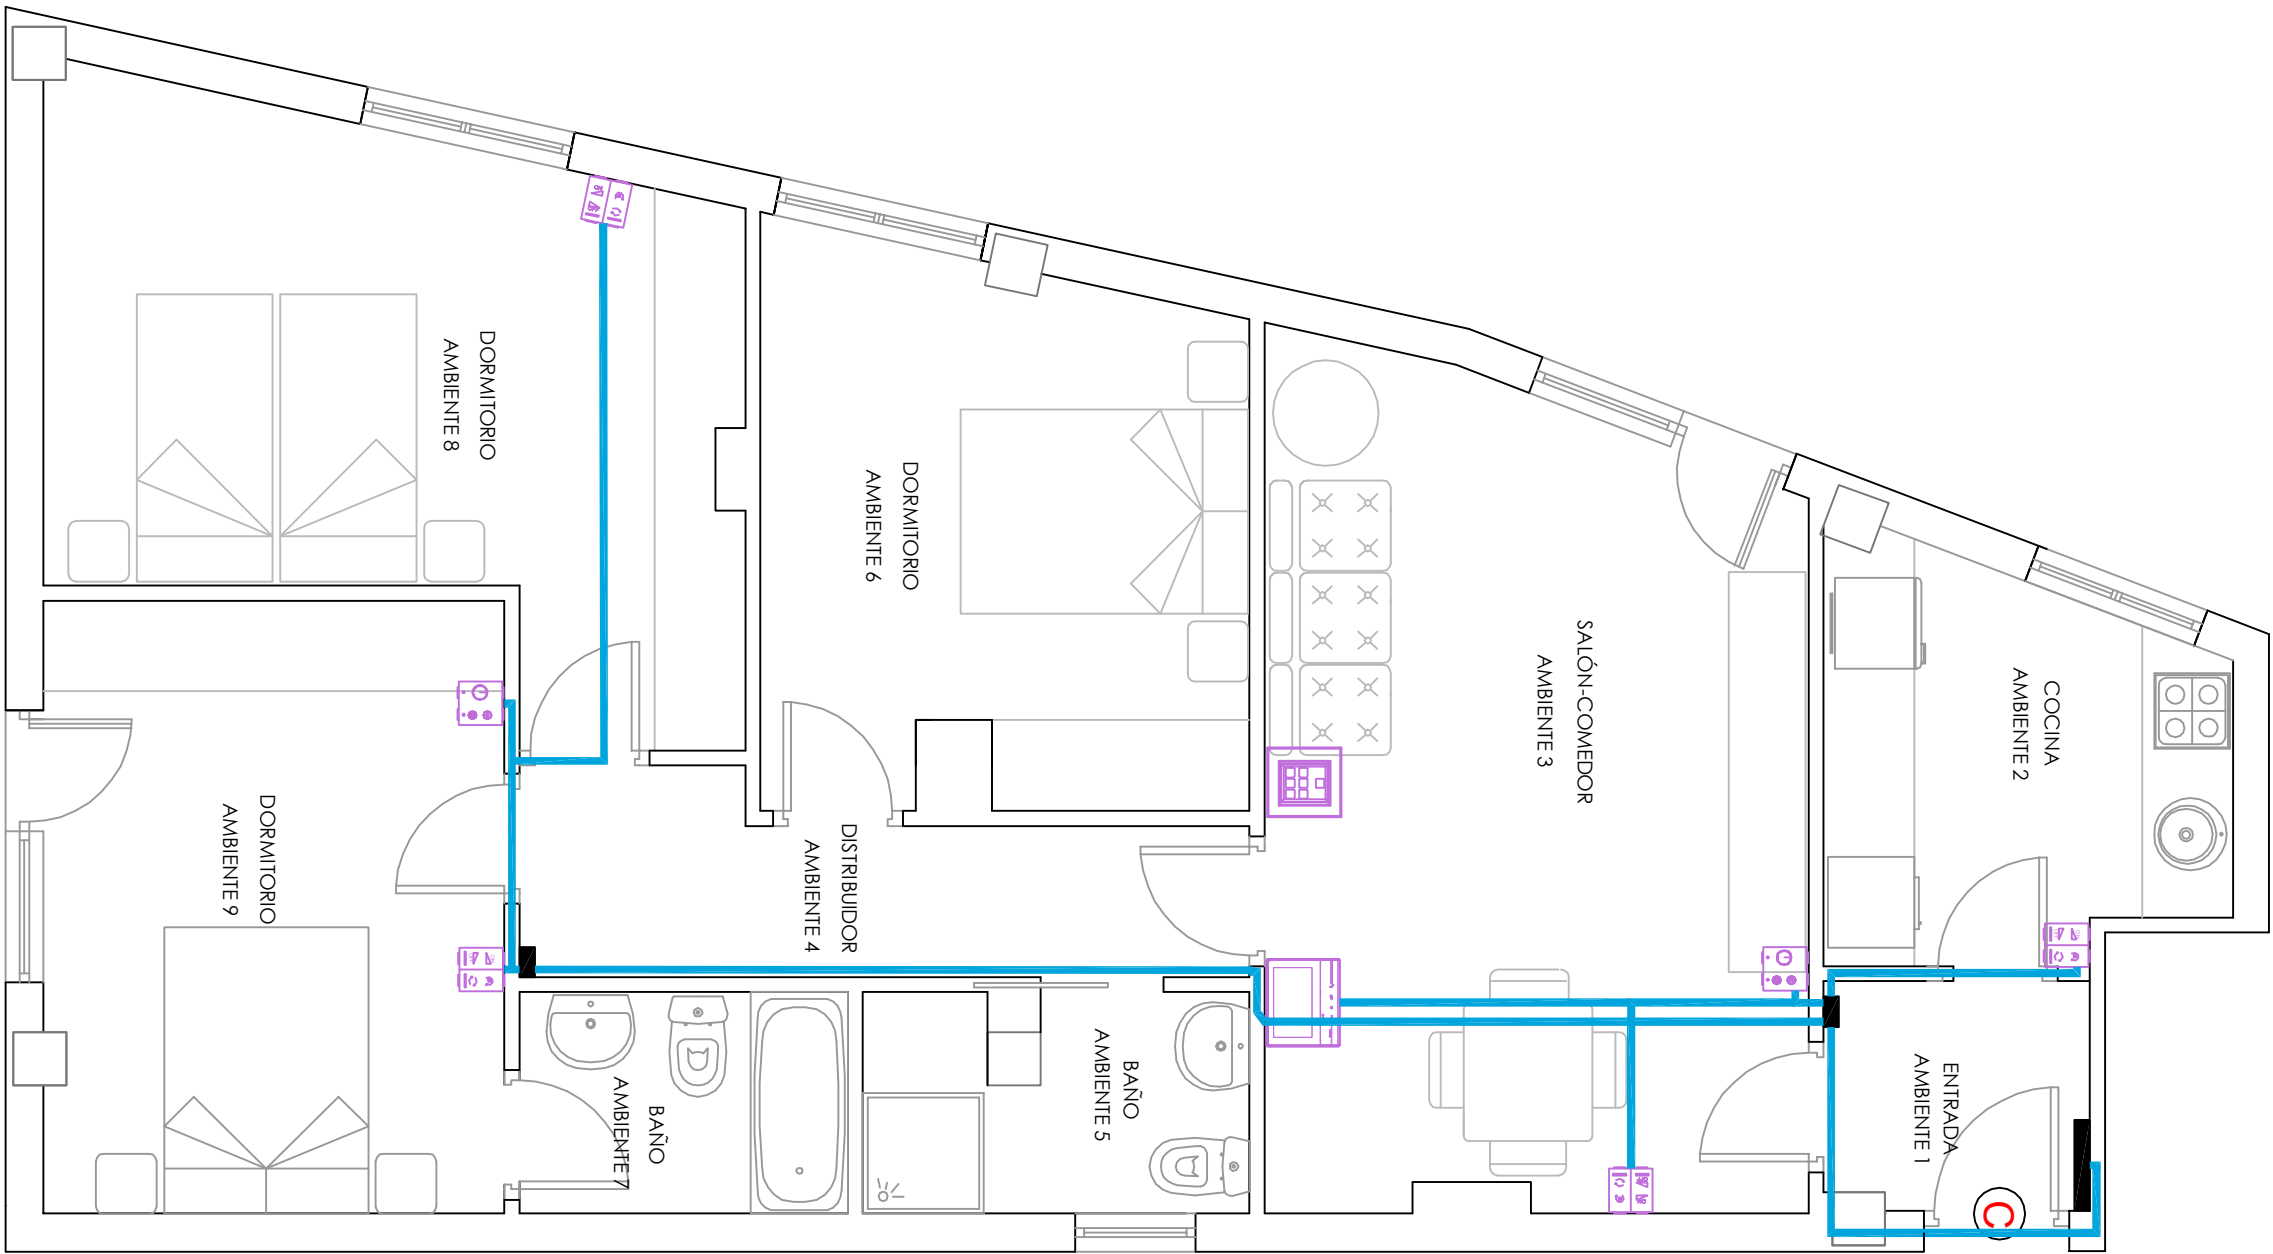 DORMITORIO
AMBIENTE 8
DORMITORIO
AMBIENTE 6
SALÓN-COMEDOR
AMBIENTE 3
COCINA
AMBIENTE 2
DORMITORIO
AMBIENTE 9
DISTRIBUIDOR
AMBIENTE 4
BAÑO
AMBIENTE 7
BAÑO
AMBIENTE 5
ENTRADA
AMBIENTE 1
C